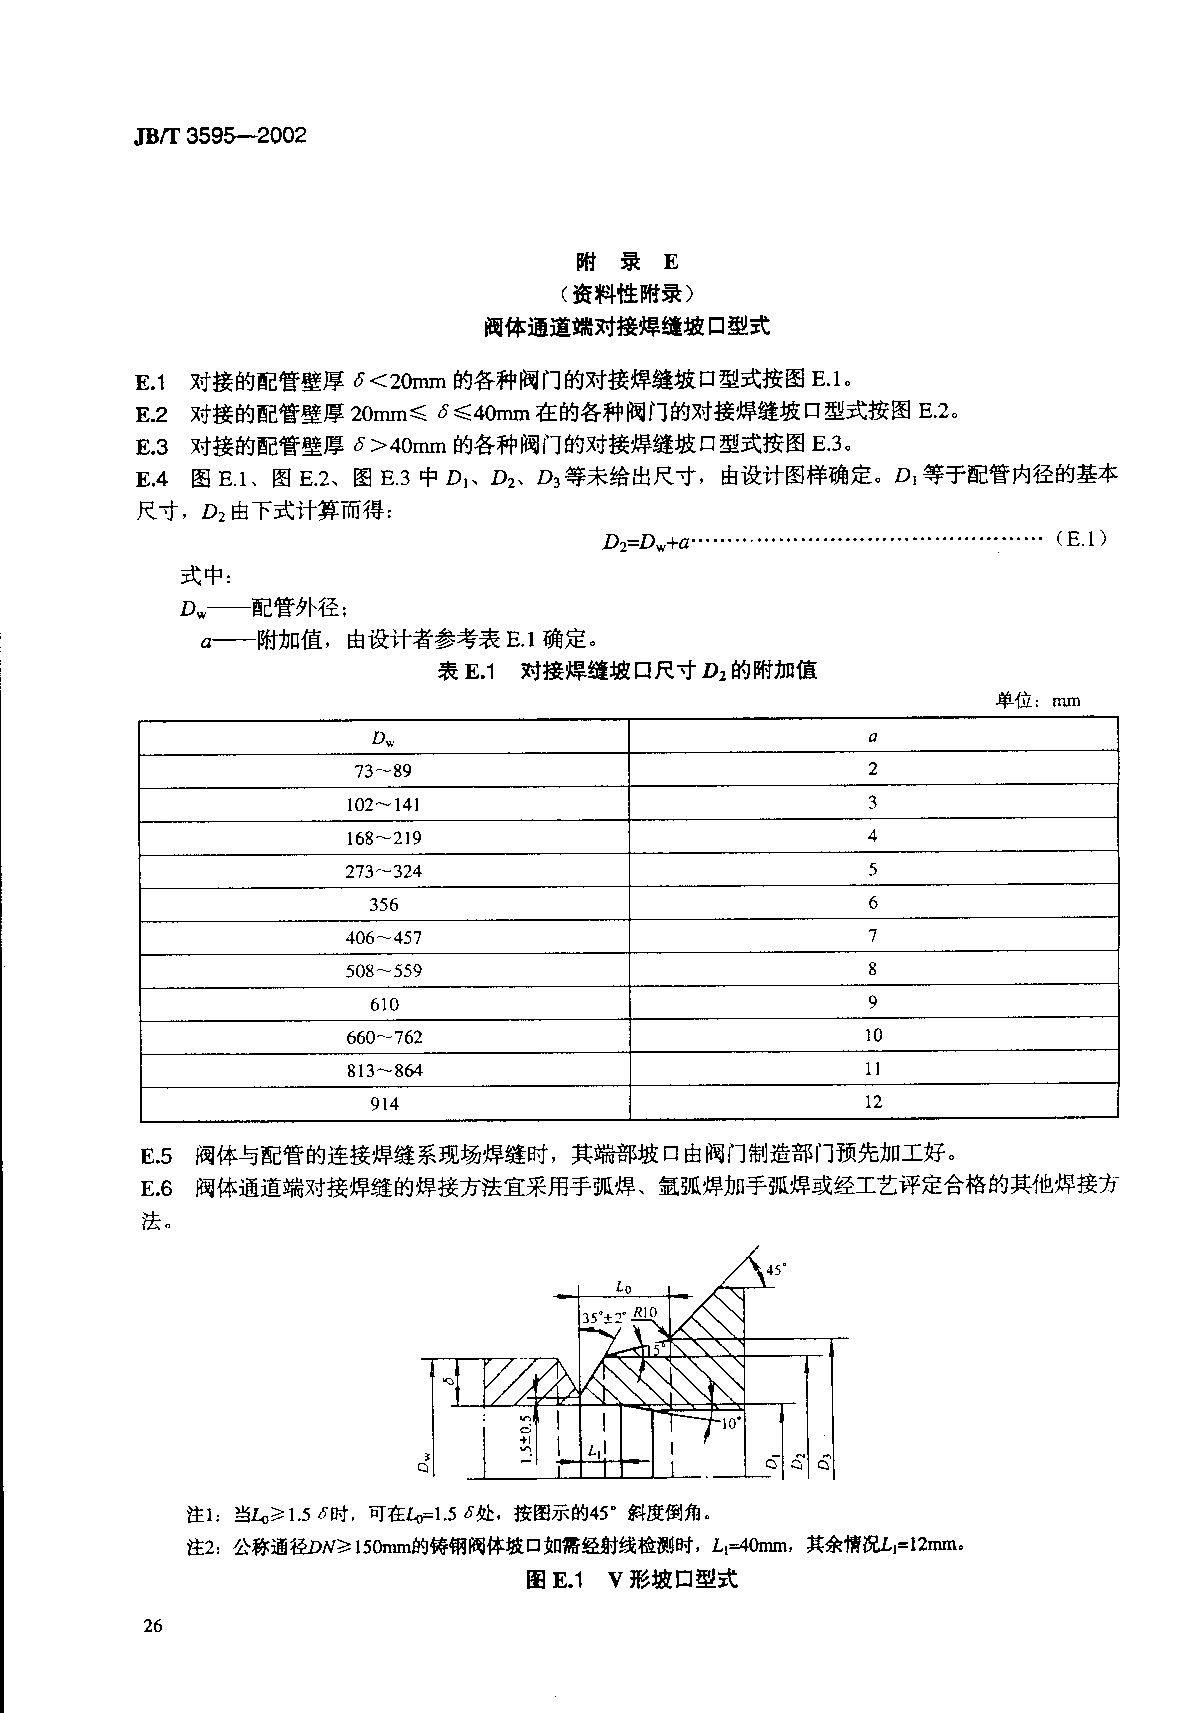 JB/T 3595—2002
附 录 E
（资料性附录）
阀体通道端对接焊缝坡口型式
E.1 对接的配管壁厚 δ＜20mm 的各种阀门的对接焊缝坡口型式按图 E.1。
E.2 对接的配管壁厚 20mm≤ δ≤40mm 在的各种阀门的对接焊缝坡口型式按图 E.2。
E.3 对接的配管壁厚 δ＞40mm 的各种阀门的对接焊缝坡口型式按图 E.3。
E.4 图 E.1、图 E.2、图 E.3 中 D₁、D₂、D₃等未给出尺寸，由设计图样确定。D₁等于配管内径的基本
尺寸，D₂由下式计算而得：
D₂=Dw+a……………………………………………（E.1）
式中：
Dw——配管外径；
a——附加值，由设计者参考表 E.1 确定。
表 E.1 对接焊缝坡口尺寸 D₂的附加值
单位：mm
Dw a
73～89 2
102～141 3
168～219 4
273～324 5
356 6
406～457 7
508～559 8
610 9
660～762 10
813～864 11
914 12
E.5 阀体与配管的连接焊缝系现场焊缝时，其端部坡口由阀门制造部门预先加工好。
E.6 阀体通道端对接焊缝的焊接方法宜采用手弧焊、氩弧焊加手弧焊或经工艺评定合格的其他焊接方
法。
45°
L₀
35°±2° R10
15°
δ
10°
1.5±0.5
L₁
Dw
D₁
D₂
D₃
注1：当L₀≥1.5 δ时，可在L₀=1.5 δ处，按图示的45° 斜度倒角。
注2：公称通径DN≥150mm的铸钢阀体坡口如需经射线检测时，L₁=40mm，其余情况L₁=12mm。
图 E.1 V 形坡口型式
26